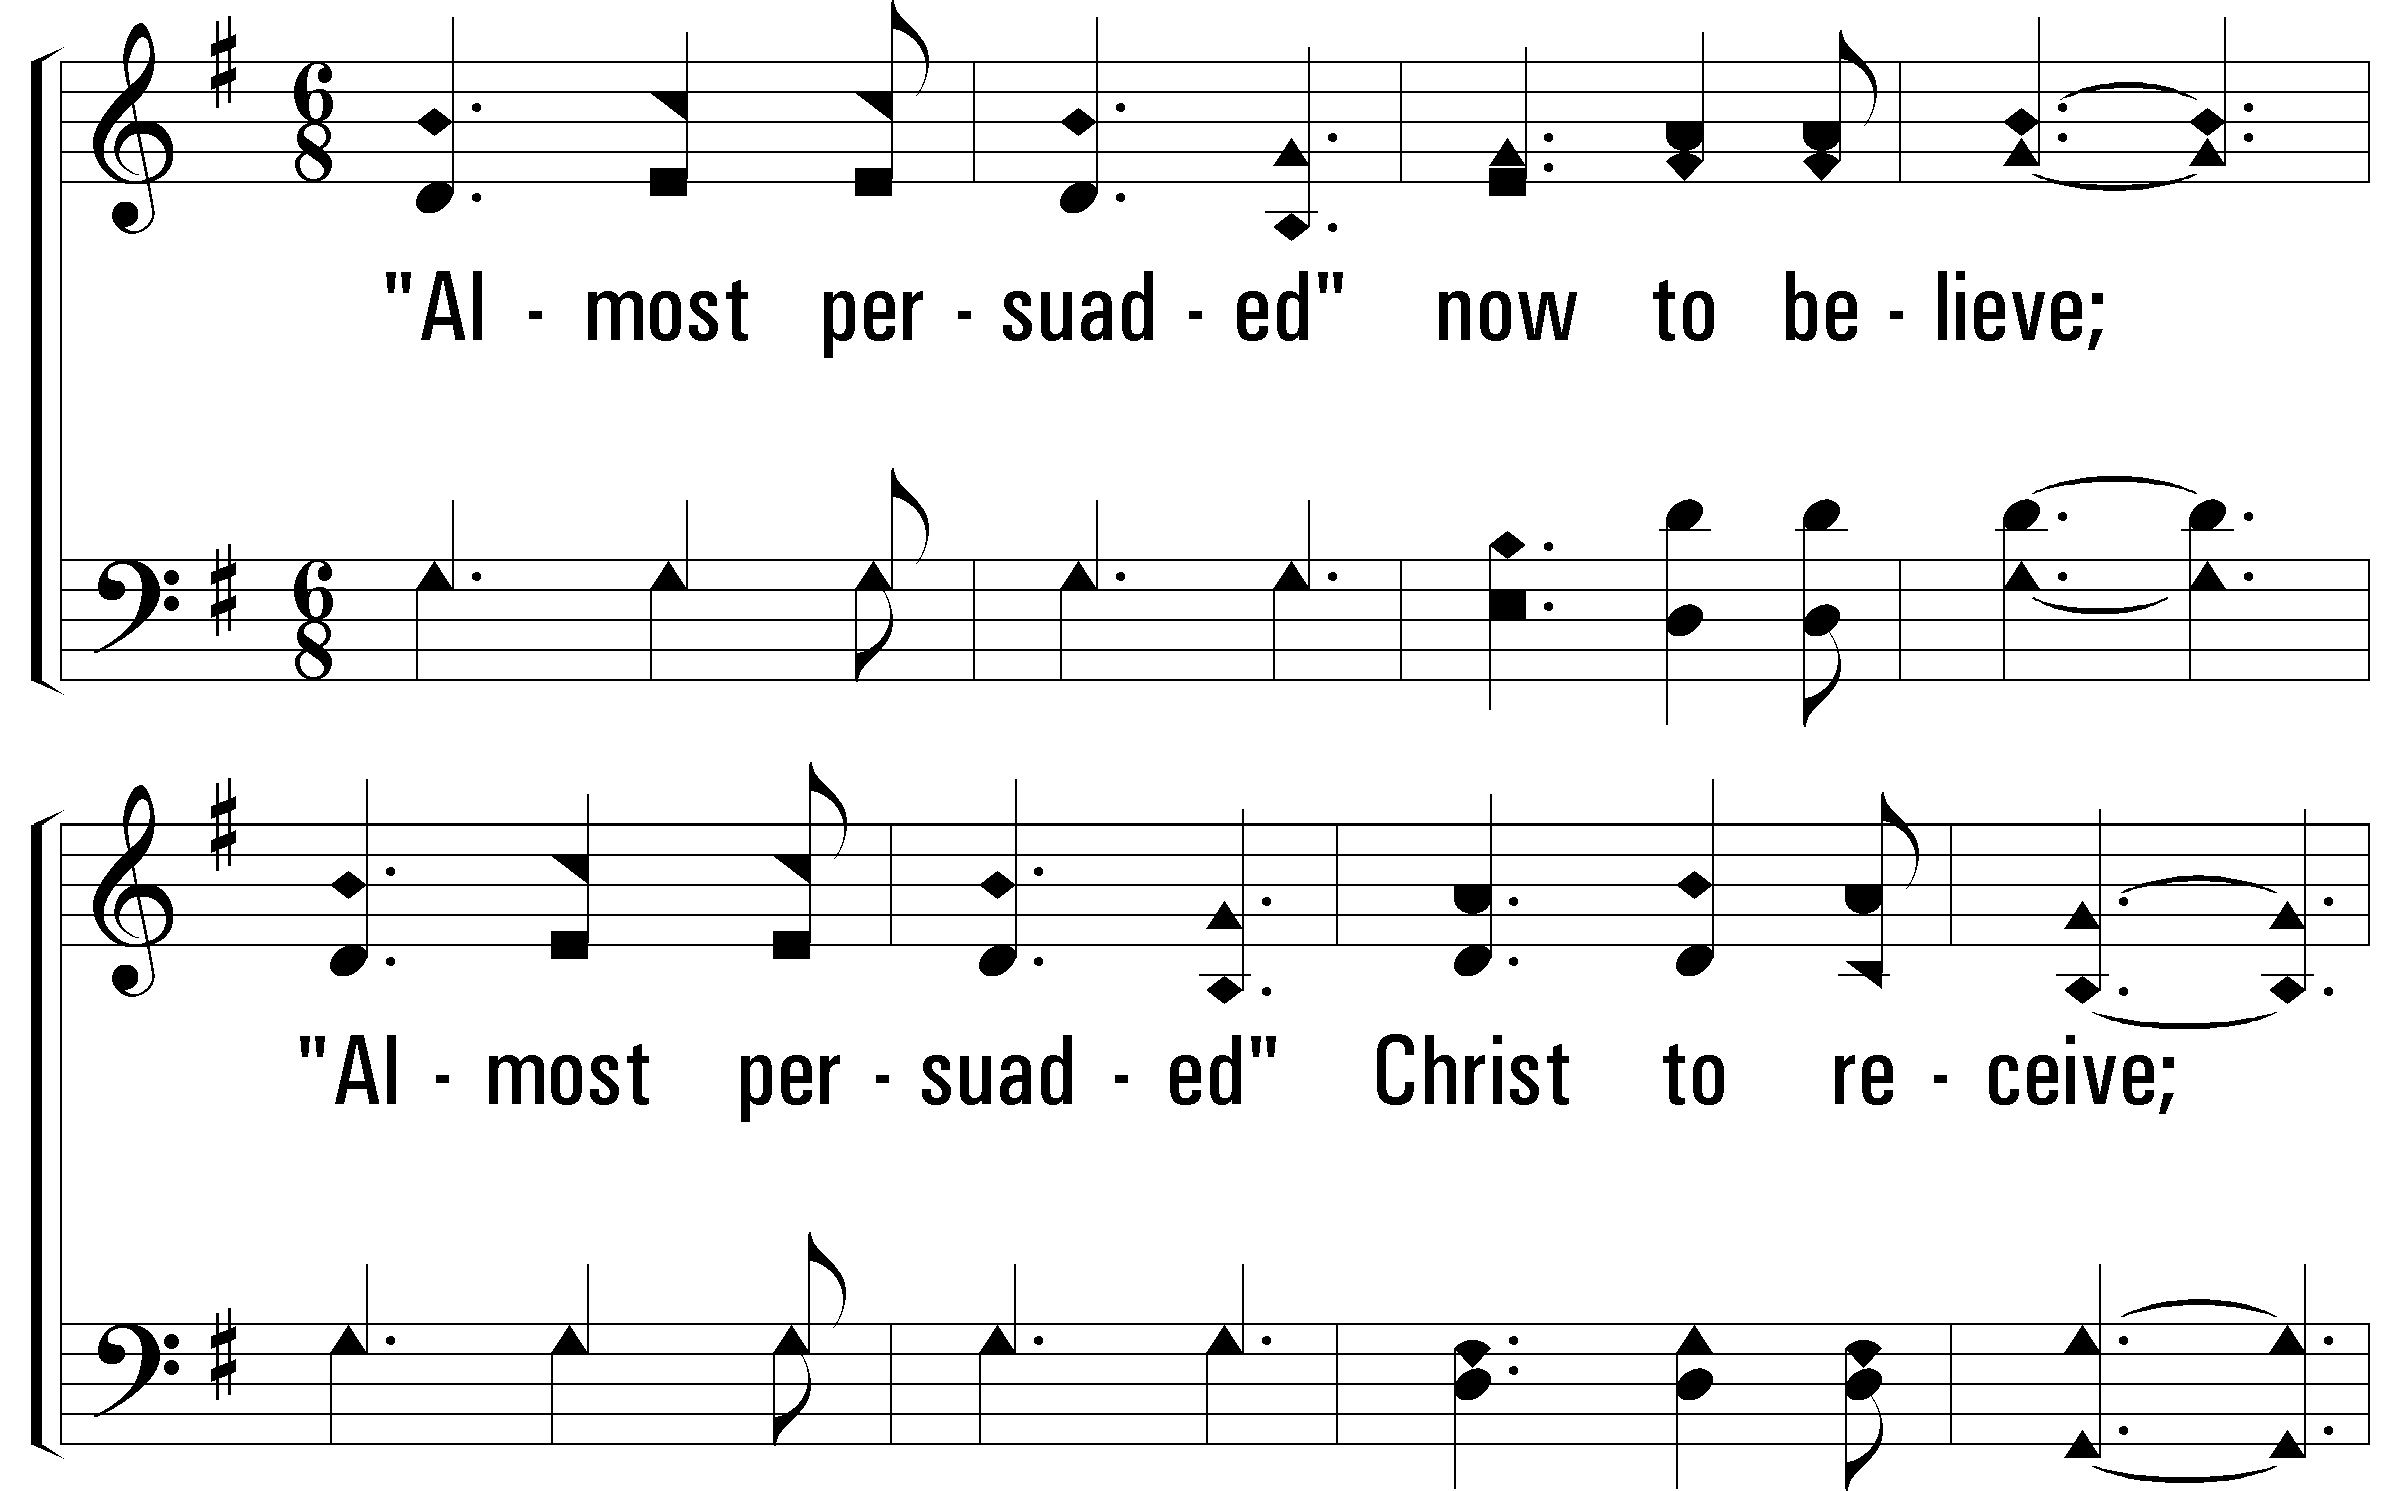 "Al - most per - suad - ed" now to be - lieve;
"Al - most per - suad - ed" Christ to re - ceive;